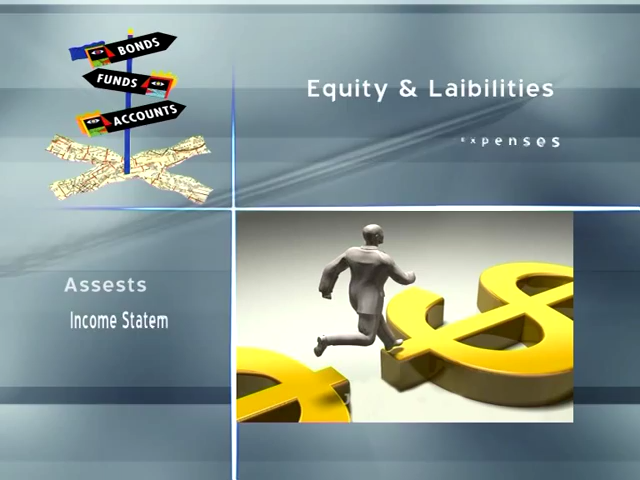 BONDS
FUNDS
ACCOUNTS
Equity & Laibilities
Expenses
Assests
Income Statem